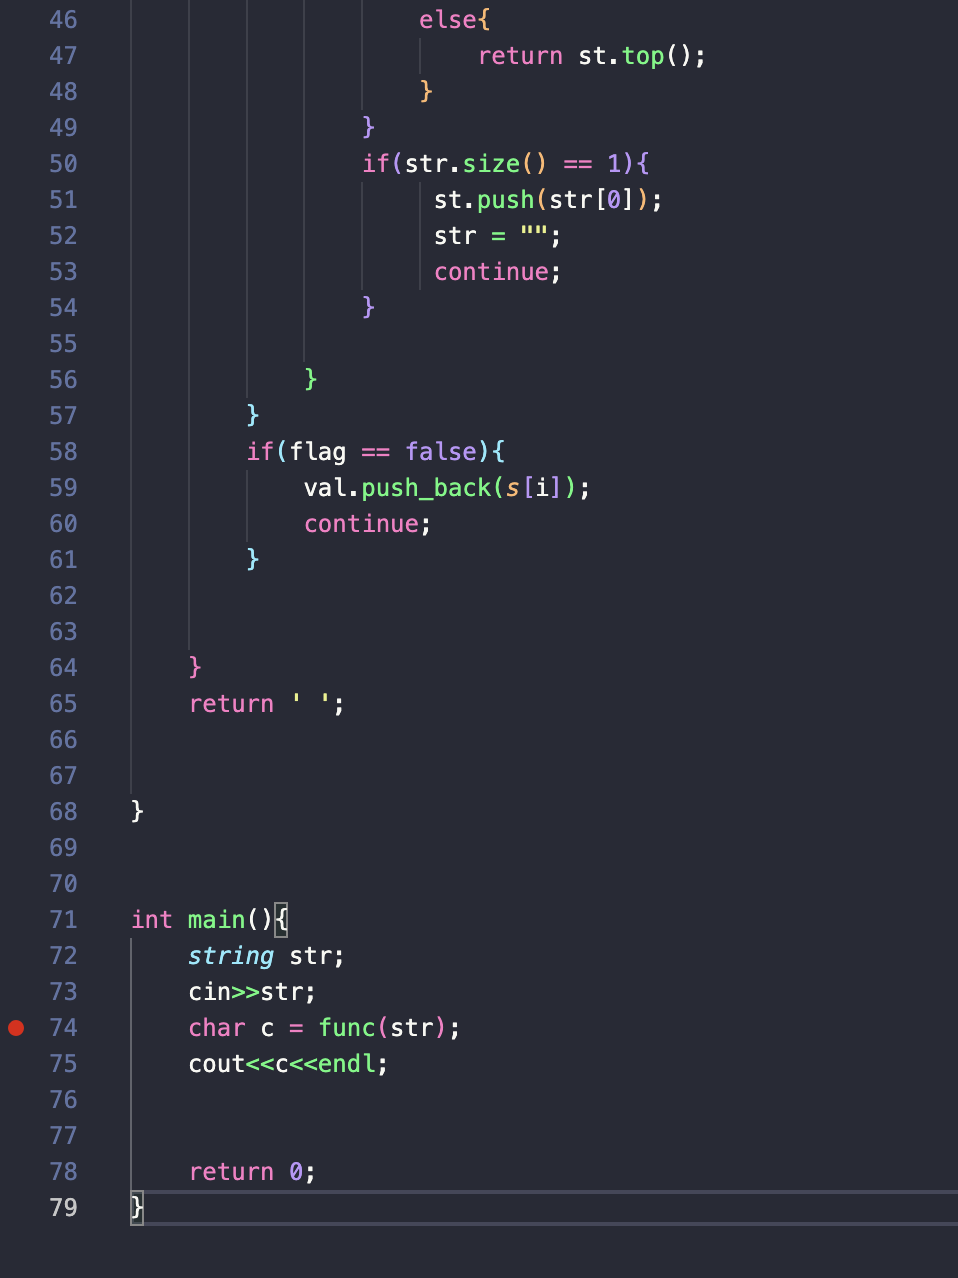 46 else{
47 return st.top();
48 }
49 }
50 if(str.size() == 1){
51 st.push(str[0]);
52 str = "";
53 continue;
54 }
55
56 }
57 }
58 if(flag == false){
59 val.push_back(s[i]);
60 continue;
61 }
62
63
64 }
65 return ' ';
66
67
68 }
69
70
71 int main(){
72 string str;
73 cin>>str;
74 char c = func(str);
75 cout<<c<<endl;
76
77
78 return 0;
79 }